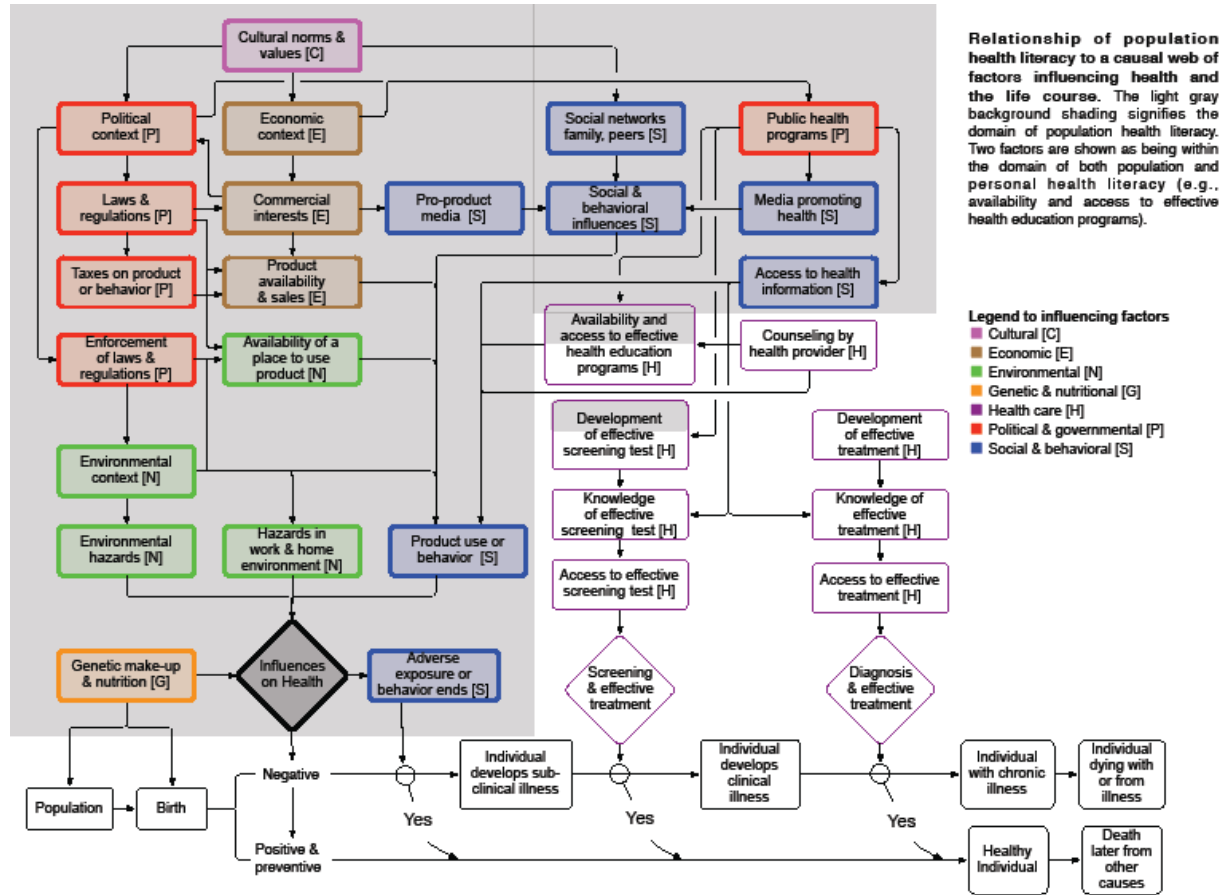 Cultural norms &
values [C]
Relationship of population
health literacy to a causal web of
factors influencing health and
the life course. The light gray
background shading signifies the
domain of population health literacy.
Two factors are shown as being within
the domain of both population and
personal health literacy (e.g.,
availability and access to effective
health education programs).
Political
context [P]
Economic
context [E]
Social networks
family, peers [S]
Public health
programs [P]
Laws &
regulations [P]
Commercial
interests [E]
Pro-product
media [S]
Social &
behavioral
influences [S]
Media promoting
health [S]
Taxes on product
or behavior [P]
Product
availability
& sales [E]
Access to health
information [S]
Enforcement
of laws &
regulations [P]
Availability of a
place to use
product [N]
Availability and
access to effective
health education
programs [H]
Counseling by
health provider [H]
Legend to influencing factors
Cultural [C]
Economic [E]
Environmental [N]
Genetic & nutritional [G]
Health care [H]
Political & governmental [P]
Social & behavioral [S]
Development
of effective
screening test [H]
Development
of effective
treatment [H]
Environmental
context [N]
Knowledge
of effective
screening test [H]
Knowledge of
effective
treatment [H]
Environmental
hazards [N]
Hazards in
work & home
environment [N]
Product use or
behavior [S]
Access to effective
screening test [H]
Access to effective
treatment [H]
Genetic make-up
& nutrition [G]
Influences
on Health
Adverse
exposure or
behavior ends [S]
Screening
& effective
treatment
Diagnosis
& effective
treatment
Population
Birth
Negative
Positive &
preventive
Individual
develops sub-
clinical illness
Individual
develops
clinical
illness
Individual
with chronic
illness
Individual
dying with
or from
illness
Yes
Yes
Yes
Healthy
Individual
Death
later from
other
causes